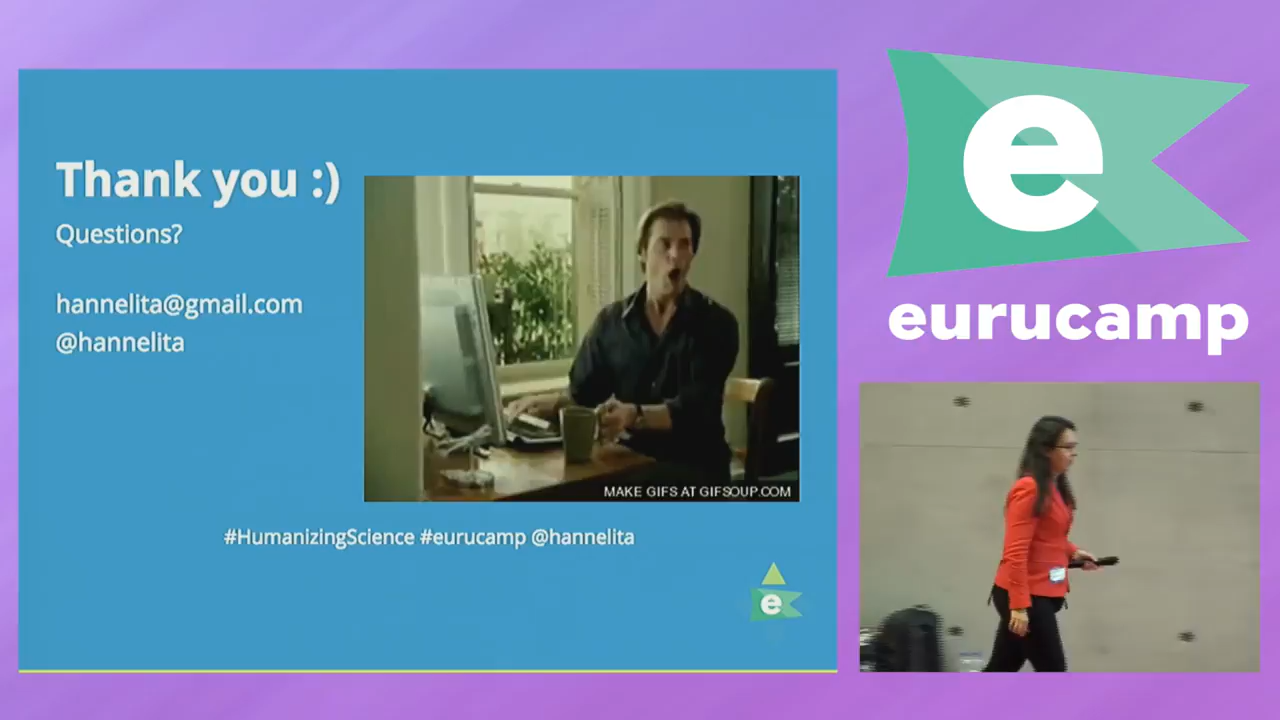 Thank you :)
Questions?
hannelita@gmail.com
@hannelita
MAKE GIFS AT GIFSOUP.COM
#HumanizingScience #eurucamp @hannelita
e
e
eurucamp